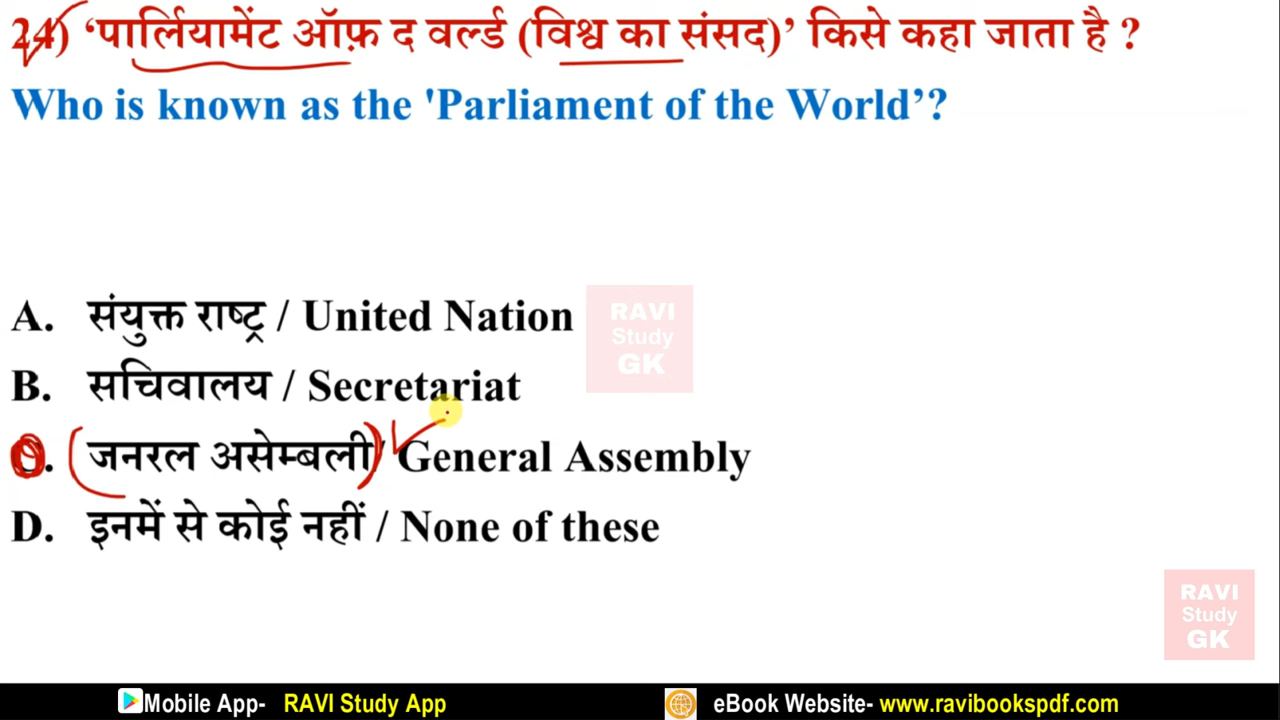 24) ‘पार्लियामेंट ऑफ़ द वर्ल्ड (विश्व का संसद)’ किसे कहा जाता है ?
Who is known as the 'Parliament of the World’?
A. संयुक्त राष्ट्र / United Nation
B. सचिवालय / Secretariat
C. जनरल असेम्बली / General Assembly
D. इनमें से कोई नहीं / None of these
RAVI
Study
GK
RAVI
Study
GK
Mobile App- RAVI Study App
eBook Website- www.ravibookspdf.com